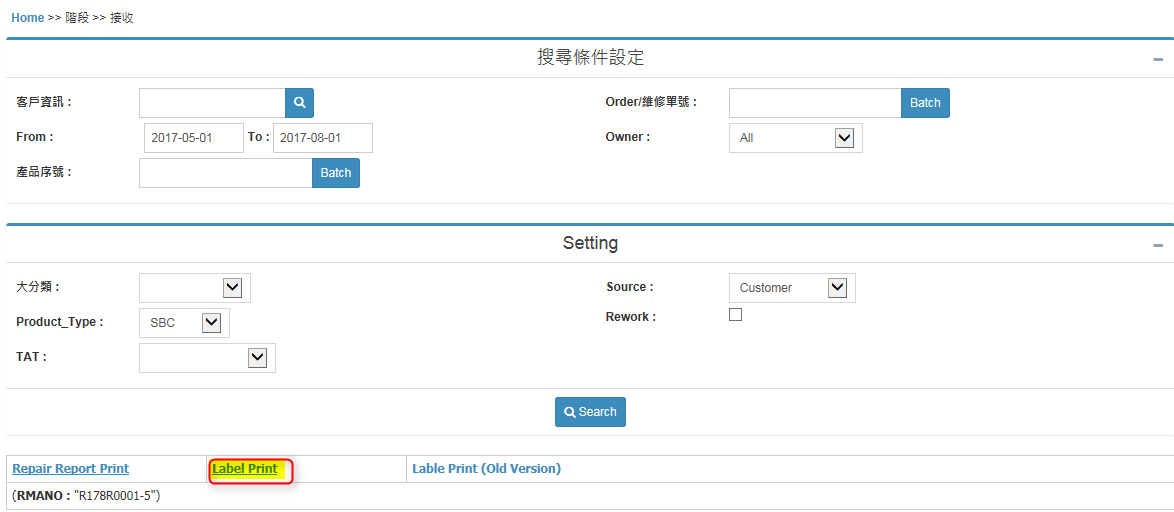 Home >> 階段 >> 接收
搜尋條件設定
客戶資訊：
Order/維修單號： Batch
From： 2017-05-01 To： 2017-08-01
Owner： All
產品序號： Batch
Setting
大分類：
Source： Customer
Product_Type： SBC
Rework：
TAT：
Search
Repair Report Print Label Print Lable Print (Old Version)
(RMANO : "R178R0001-5")